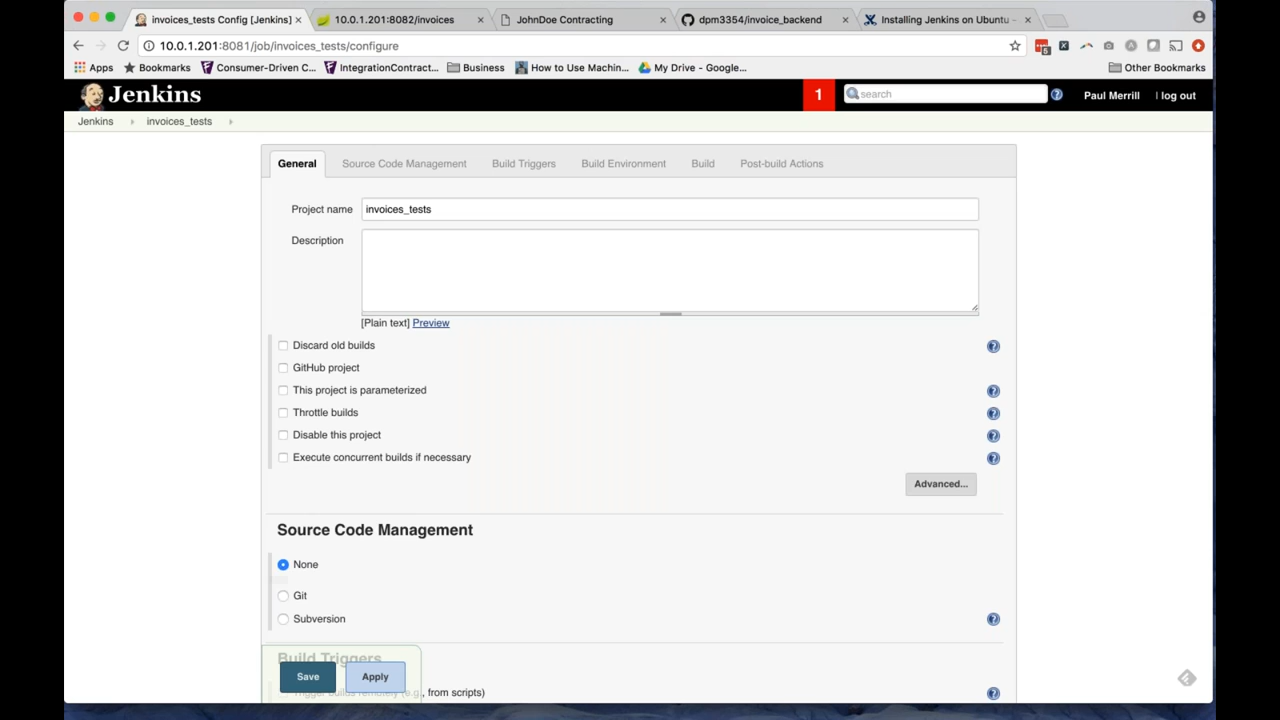 invoices_tests Config [Jenkins] 10.0.1.201:8082/invoices JohnDoe Contracting dpm3354/invoice_backend Installing Jenkins on Ubuntu -
10.0.1.201:8081/job/invoices_tests/configure
Apps Bookmarks Consumer-Driven C... IntegrationContract... Business How to Use Machin... My Drive - Google... Other Bookmarks
Jenkins 1 search Paul Merrill | log out
Jenkins invoices_tests
General Source Code Management Build Triggers Build Environment Build Post-build Actions
Project name invoices_tests
Description
[Plain text] Preview
Discard old builds
GitHub project
This project is parameterized
Throttle builds
Disable this project
Execute concurrent builds if necessary
Advanced...
Source Code Management
None
Git
Subversion
Build Triggers
Save Apply
Trigger builds remotely (e.g., from scripts)